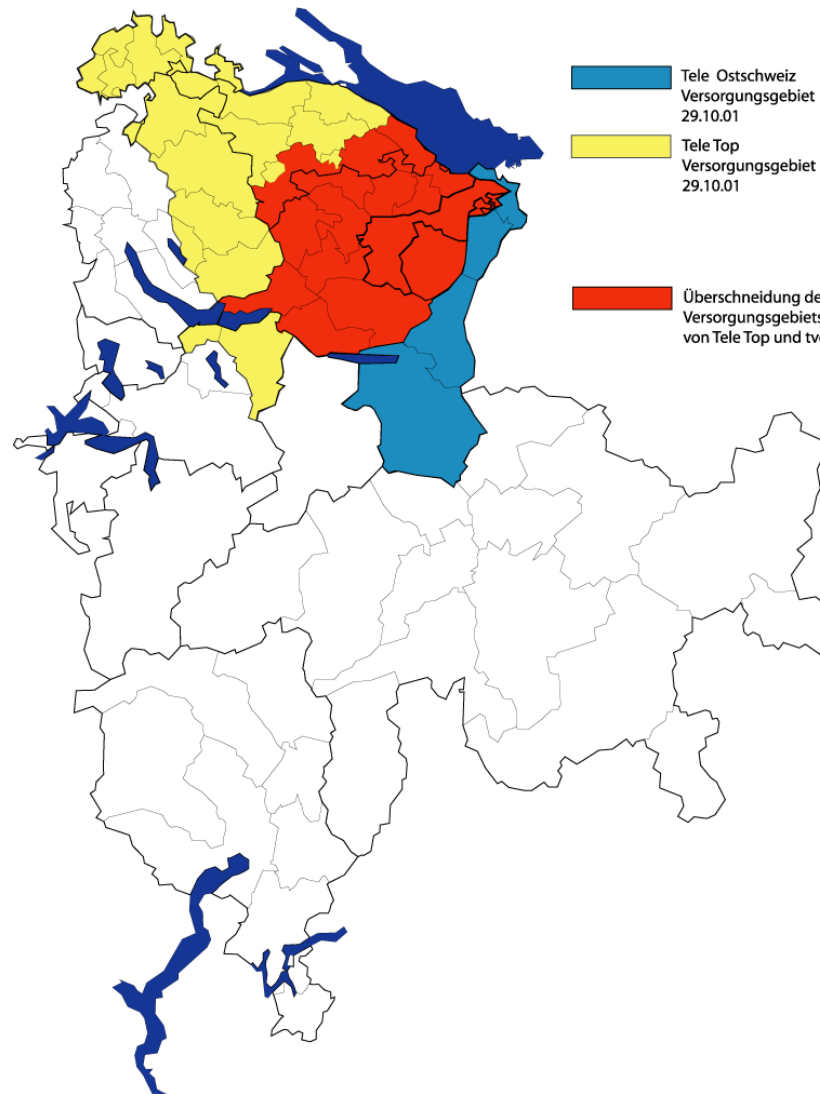 Tele Ostschweiz
Versorgungsgebiet
29.10.01
Tele Top
Versorgungsgebiet
29.10.01
Überschneidung de
Versorgungsgebiets
von Tele Top und tv